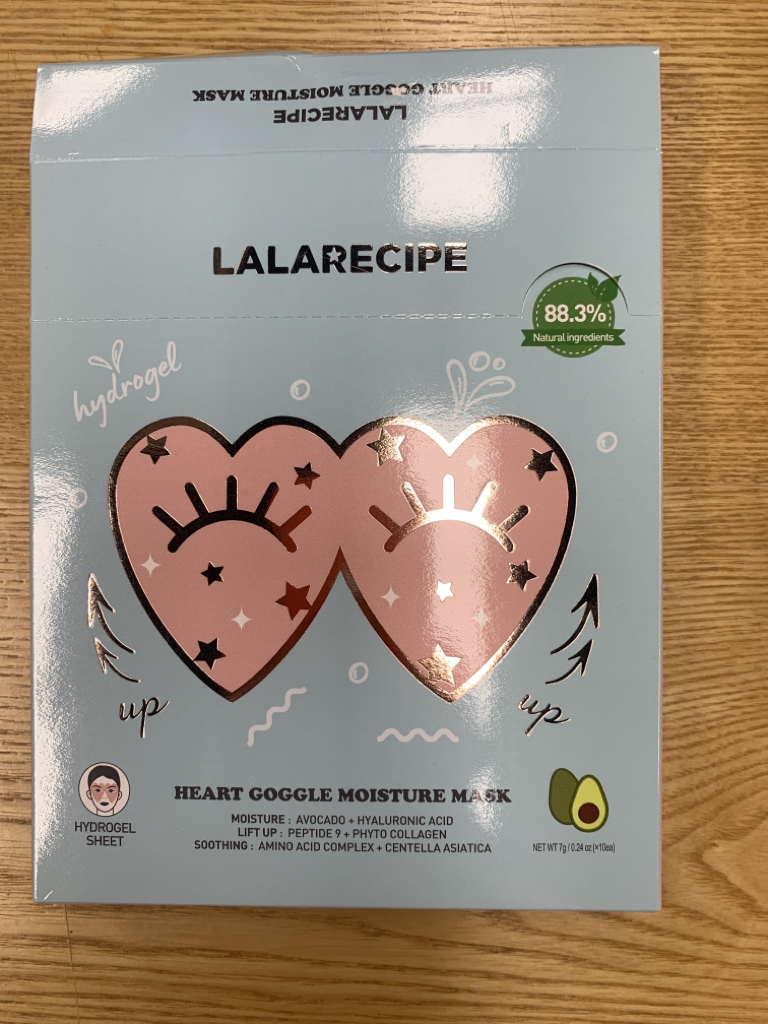 HEART GOGGLE MOISTURE MASK
LALARECIPE
LALARECIPE
88.3%
Natural ingredients
hydrogel
up
up
HEART GOGGLE MOISTURE MASK
HYDROGEL
SHEET
MOISTURE : AVOCADO + HYALURONIC ACID
LIFT UP : PEPTIDE 9 + PHYTO COLLAGEN
SOOTHING : AMINO ACID COMPLEX + CENTELLA ASIATICA
NET WT 7g / 0.24 oz (×10ea)